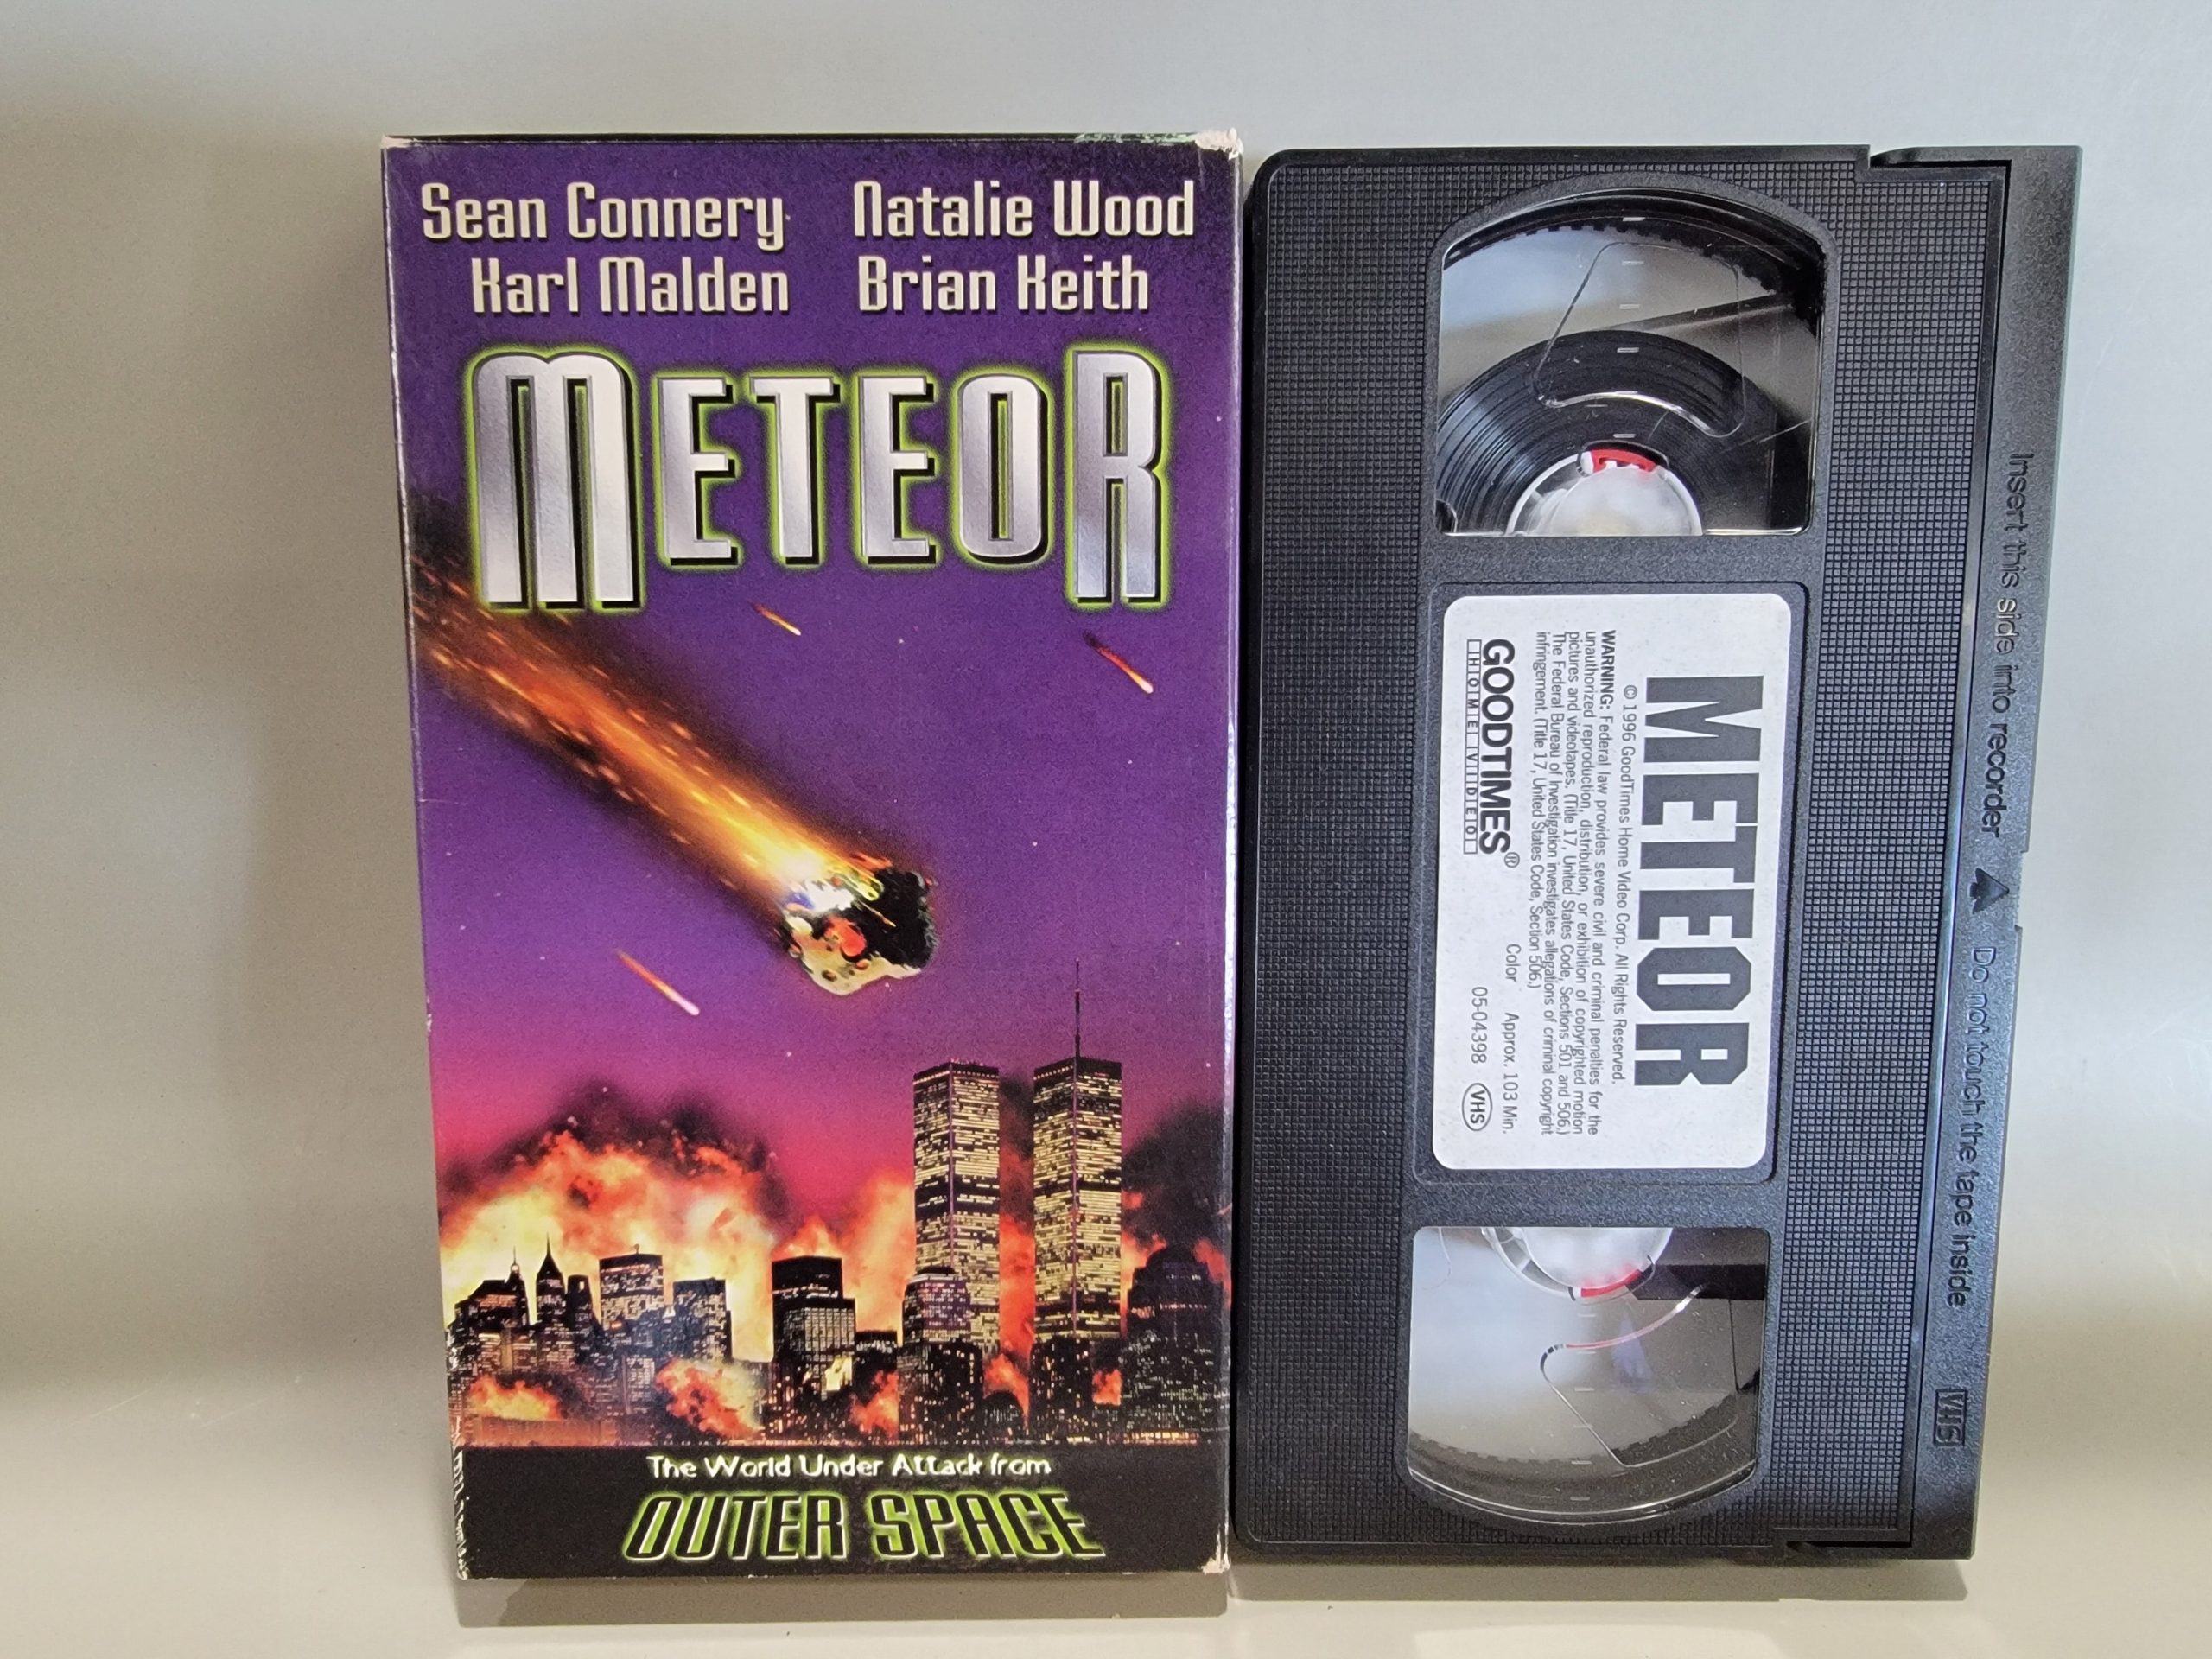 Sean Connery Natalie Wood
Karl Malden Brian Keith
METEOR
The World Under Attack from
OUTER SPACE
METEOR
© 1996 GoodTimes Home Video Corp. All Rights Reserved.
WARNING: Federal law provides severe civil and criminal penalties for the
unauthorized reproduction, distribution, or exhibition of copyrighted motion
pictures and videotapes. (Title 17, United States Code, Sections 501 and 506.)
The Federal Bureau of Investigation investigates allegations of criminal copyright
infringement. (Title 17, United States Code, Section 506.)
Color Approx. 103 Min.
GOODTIMES®
HOME VIDEO
05-04398 VHS
Insert this side into recorder ▲ Do not touch the tape inside
VHS